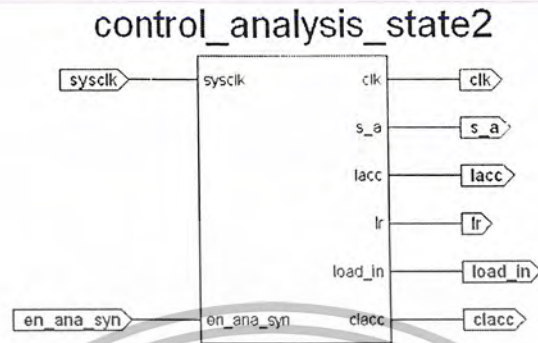 control_analysis_state2
sysclk sysclk clk clk
s_a s_a
lacc lacc
lr lr
load_in load_in
en_ana_syn en_ana_syn clacc clacc